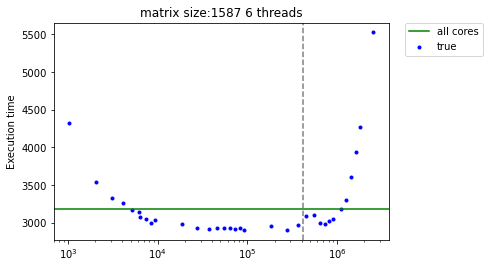 matrix size:1587 6 threads
all cores
true
Execution time
5500
5000
4500
4000
3500
3000
10³
10⁴
10⁵
10⁶